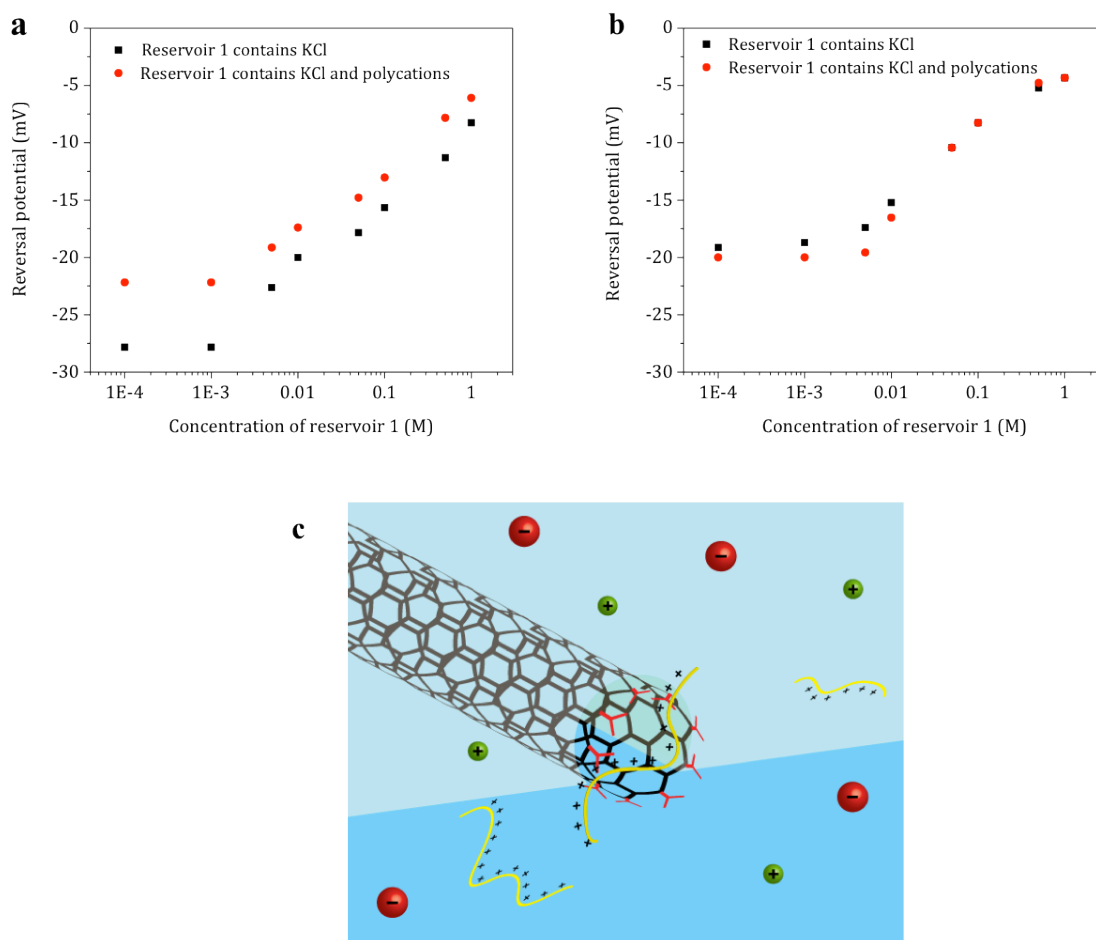 a
Reversal potential (mV)
0
-5
-10
-15
-20
-25
-30
Reservoir 1 contains KCl
Reservoir 1 contains KCl and polycations
1E-4
1E-3
0.01
0.1
1
Concentration of reservoir 1 (M)
b
Reversal potential (mV)
0
-5
-10
-15
-20
-25
-30
Reservoir 1 contains KCl
Reservoir 1 contains KCl and polycations
1E-4
1E-3
0.01
0.1
1
Concentration of reservoir 1 (M)
c